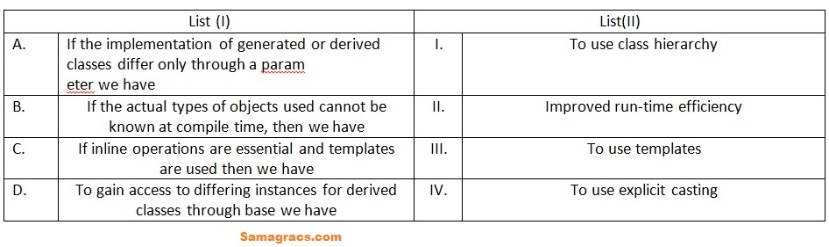 List (I) List(II)
A. If the implementation of generated or derived I. To use class hierarchy
classes differ only through a param
eter we have
B. If the actual types of objects used cannot be II. Improved run-time efficiency
known at compile time, then we have
C. If inline operations are essential and templates III. To use templates
are used then we have
D. To gain access to differing instances for derived IV. To use explicit casting
classes through base we have
Samagracs.com